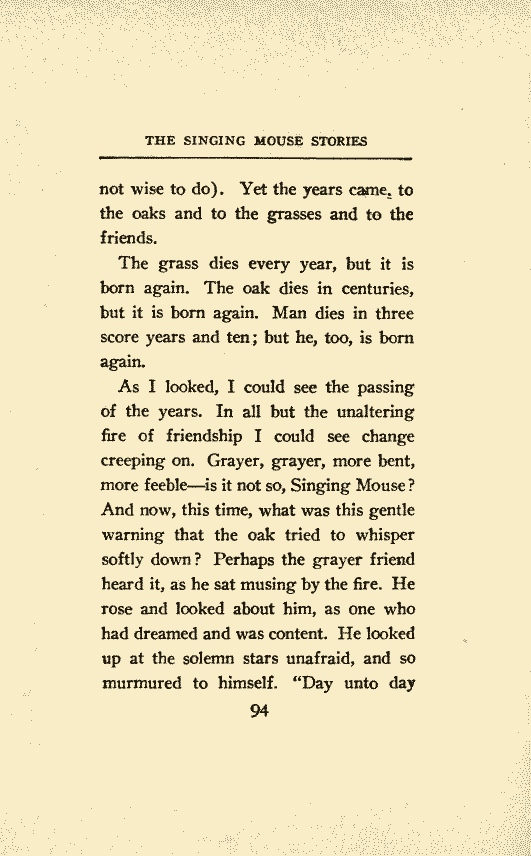 THE SINGING MOUSE STORIES
not wise to do). Yet the years came, to
the oaks and to the grasses and to the
friends.
The grass dies every year, but it is
born again. The oak dies in centuries,
but it is born again. Man dies in three
score years and ten; but he, too, is born
again.
As I looked, I could see the passing
of the years. In all but the unaltering
fire of friendship I could see change
creeping on. Grayer, grayer, more bent,
more feeble—is it not so, Singing Mouse?
And now, this time, what was this gentle
warning that the oak tried to whisper
softly down? Perhaps the grayer friend
heard it, as he sat musing by the fire. He
rose and looked about him, as one who
had dreamed and was content. He looked
up at the solemn stars unafraid, and so
murmured to himself. “Day unto day
94